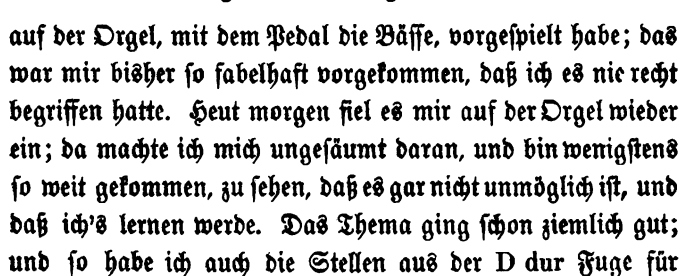 auf der Orgel, mit dem Pedal die Bäſſe, vorgeſpielt habe; das
war mir bisher ſo fabelhaft vorgekommen, daß ich es nie recht
begriffen hatte. Heut morgen fiel es mir auf der Orgel wieder
ein; da machte ich mich ungeſäumt daran, und bin wenigſtens
ſo weit gekommen, zu ſehen, daß es gar nicht unmöglich iſt, und
daß ich's lernen werde. Das Thema ging ſchon ziemlich gut;
und ſo habe ich auch die Stellen aus der D dur Fuge für